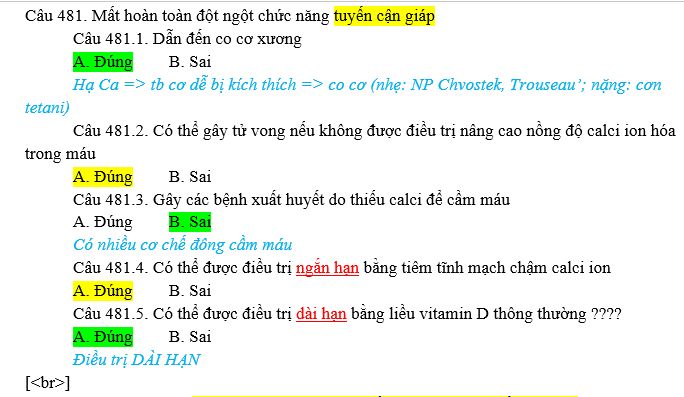 Câu 481. Mất hoàn toàn đột ngột chức năng tuyến cận giáp
Câu 481.1. Dẫn đến co cơ xương
A. Đúng B. Sai
Hạ Ca => tb cơ dễ bị kích thích => co cơ (nhẹ: NP Chvostek, Trouseau’; nặng: cơn
tetani)
Câu 481.2. Có thể gây tử vong nếu không được điều trị nâng cao nồng độ calci ion hóa
trong máu
A. Đúng B. Sai
Câu 481.3. Gây các bệnh xuất huyết do thiếu calci để cầm máu
A. Đúng B. Sai
Có nhiều cơ chế đông cầm máu
Câu 481.4. Có thể được điều trị ngắn hạn bằng tiêm tĩnh mạch chậm calci ion
A. Đúng B. Sai
Câu 481.5. Có thể được điều trị dài hạn bằng liều vitamin D thông thường ????
A. Đúng B. Sai
Điều trị DÀI HẠN
[<br>]